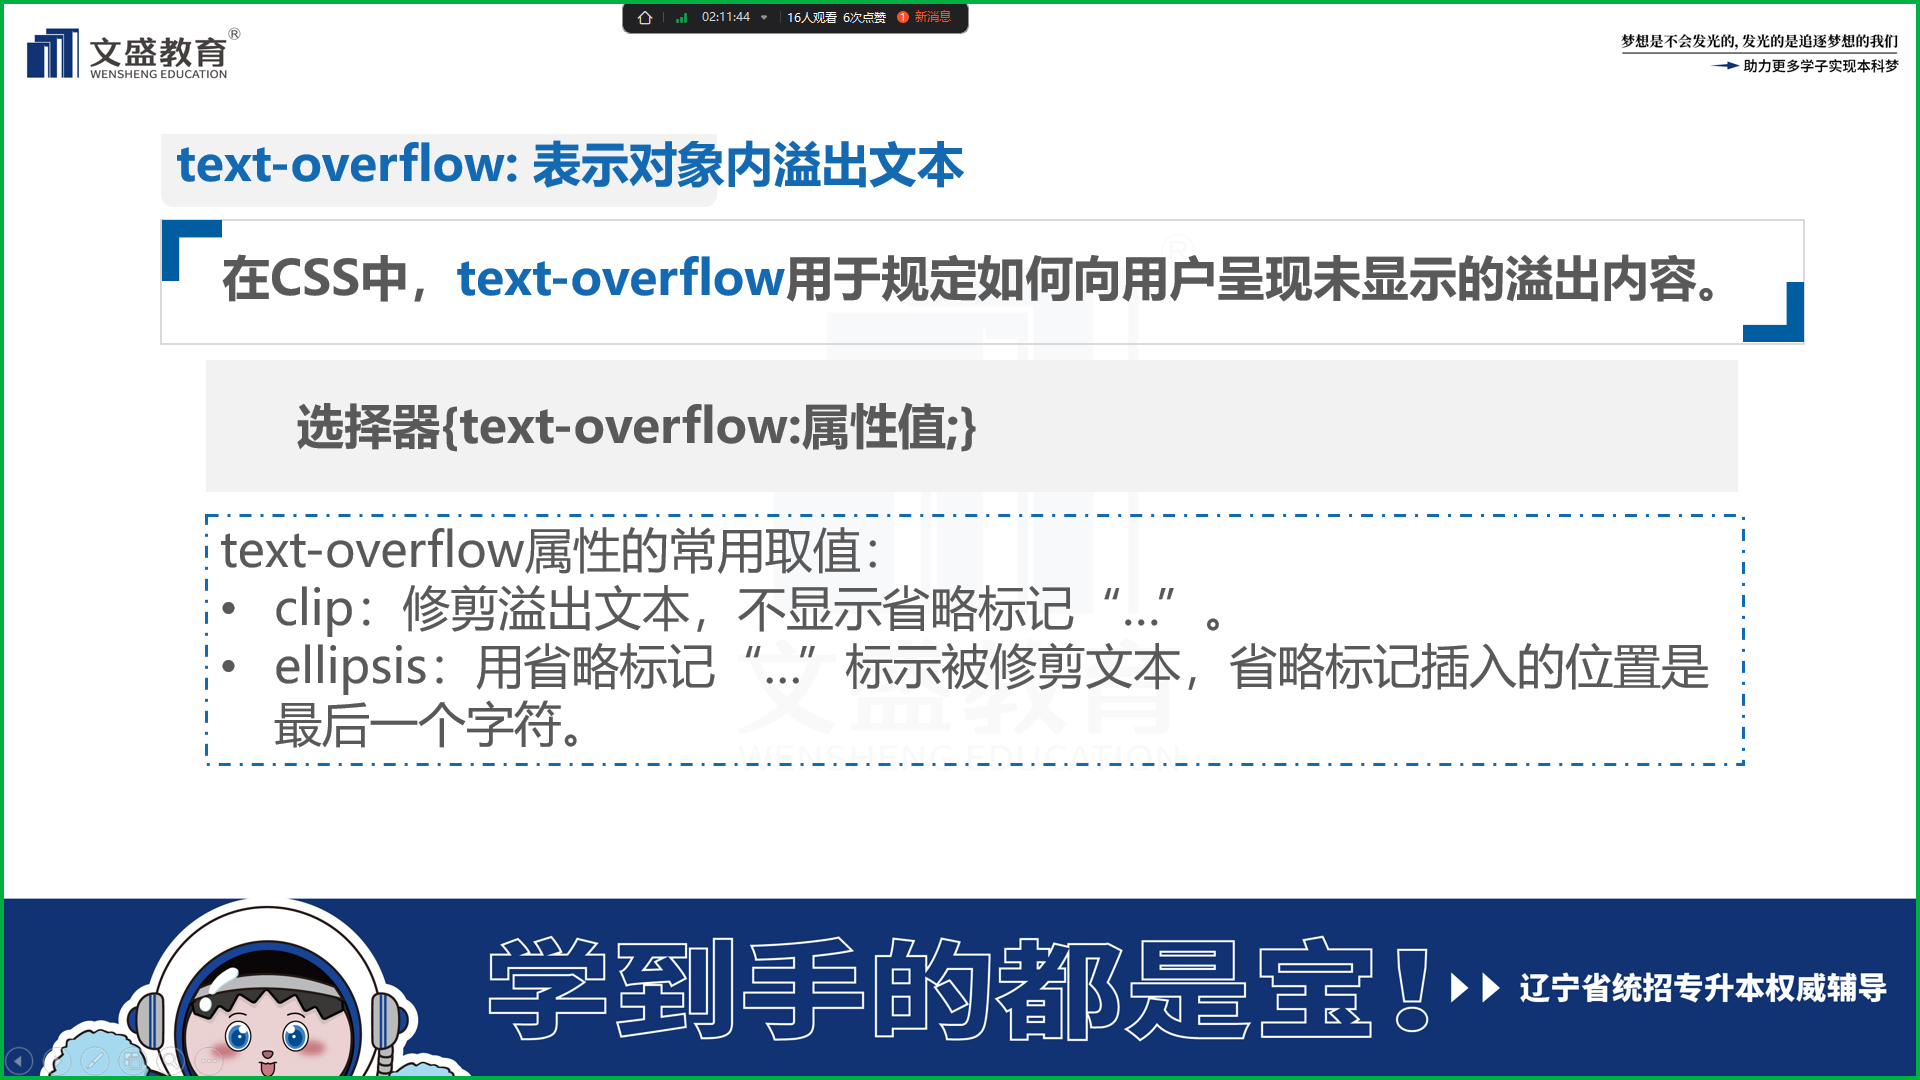 02:11:44 16人观看 6次点赞 1 新消息
文盛教育®
WENSHENG EDUCATION
梦想是不会发光的, 发光的是追逐梦想的我们
助力更多学子实现本科梦
text-overflow: 表示对象内溢出文本
在CSS中，text-overflow用于规定如何向用户呈现未显示的溢出内容。
选择器{text-overflow:属性值;}
text-overflow属性的常用取值：
• clip：修剪溢出文本，不显示省略标记“...”。
• ellipsis：用省略标记“...”标示被修剪文本，省略标记插入的位置是
最后一个字符。
文盛教育
WENSHENG EDUCATION
学到手的都是宝！
辽宁省统招专升本权威辅导